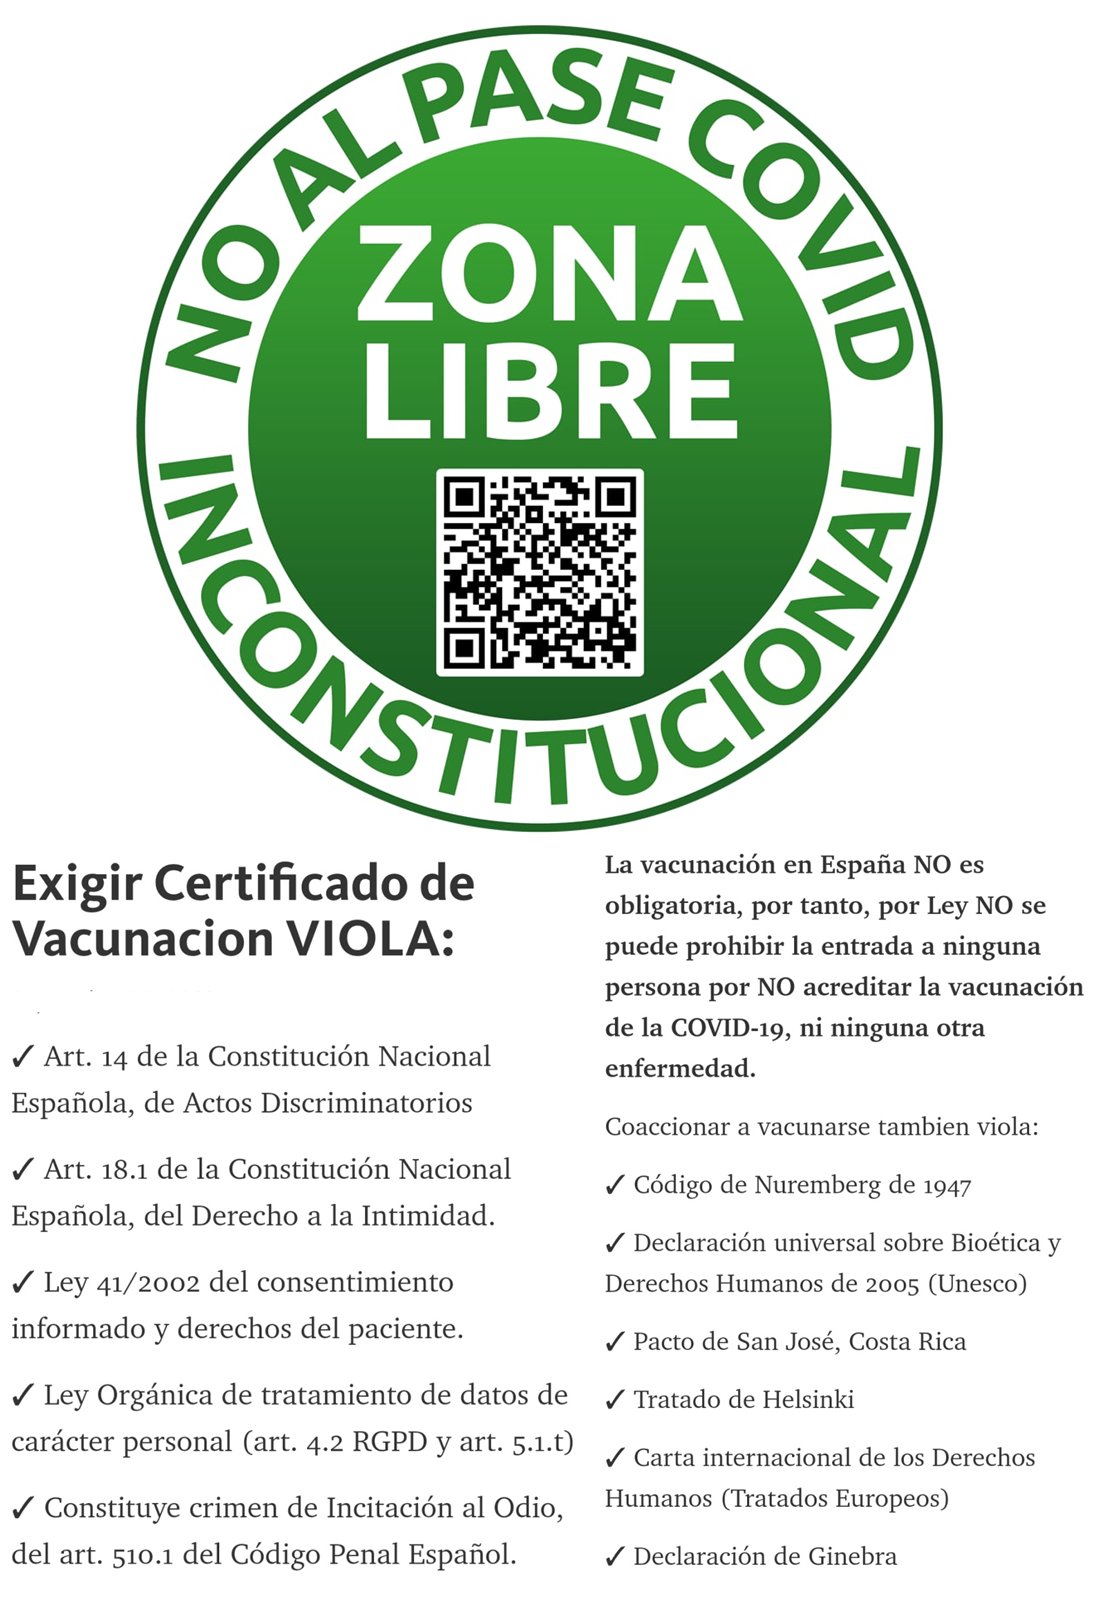 NO AL PASE COVID
ZONA
LIBRE
INCONSTITUCIONAL
Exigir Certificado de
Vacunacion VIOLA:
✓ Art. 14 de la Constitución Nacional
Española, de Actos Discriminatorios
✓ Art. 18.1 de la Constitución Nacional
Española, del Derecho a la Intimidad.
✓ Ley 41/2002 del consentimiento
informado y derechos del paciente.
✓ Ley Orgánica de tratamiento de datos de
carácter personal (art. 4.2 RGPD y art. 5.1.t)
✓ Constituye crimen de Incitación al Odio,
del art. 510.1 del Código Penal Español.
La vacunación en España NO es
obligatoria, por tanto, por Ley NO se
puede prohibir la entrada a ninguna
persona por NO acreditar la vacunación
de la COVID-19, ni ninguna otra
enfermedad.
Coaccionar a vacunarse tambien viola:
✓ Código de Nuremberg de 1947
✓ Declaración universal sobre Bioética y
Derechos Humanos de 2005 (Unesco)
✓ Pacto de San José, Costa Rica
✓ Tratado de Helsinki
✓ Carta internacional de los Derechos
Humanos (Tratados Europeos)
✓ Declaración de Ginebra